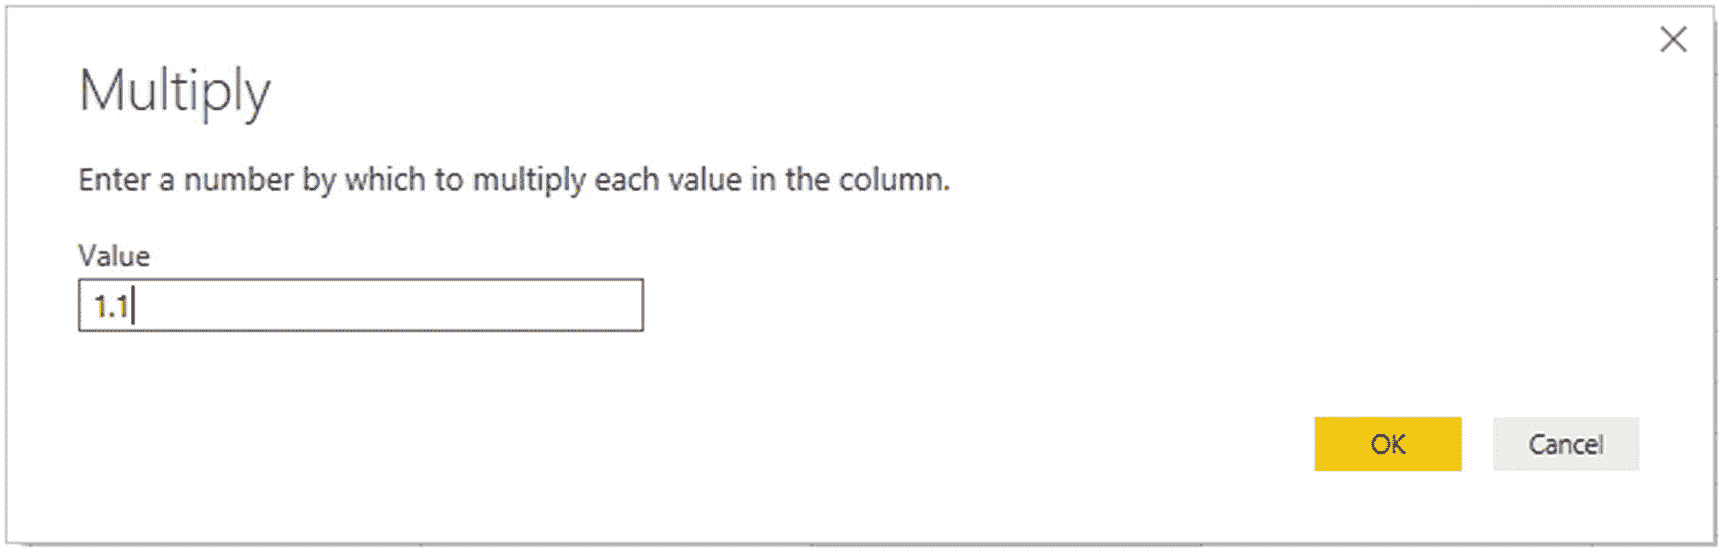 Multiply
Enter a number by which to multiply each value in the column.
Value
1.1
OK
Cancel